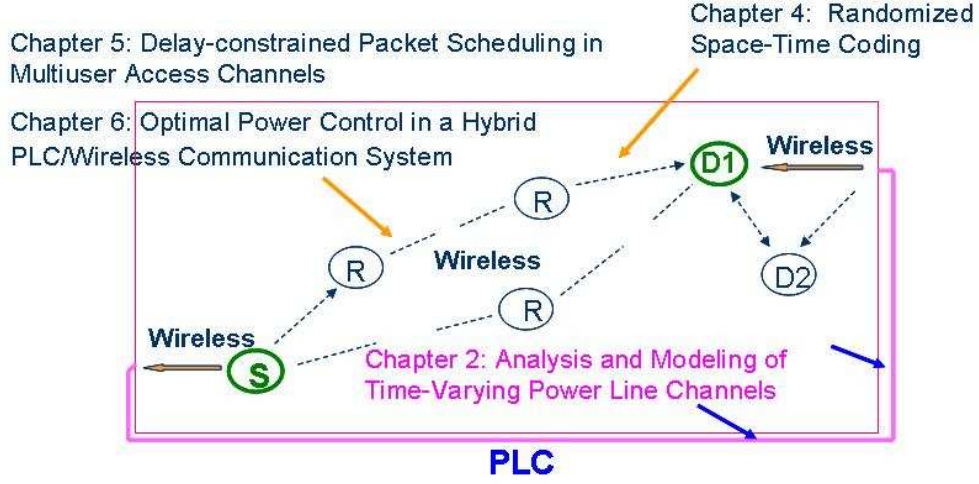 Chapter 4: Randomized
Space-Time Coding
Chapter 5: Delay-constrained Packet Scheduling in
Multiuser Access Channels
Chapter 6: Optimal Power Control in a Hybrid
PLC/Wireless Communication System
Wireless
D1
R
R
Wireless
D2
R
Wireless
S
Chapter 2: Analysis and Modeling of
Time-Varying Power Line Channels
PLC